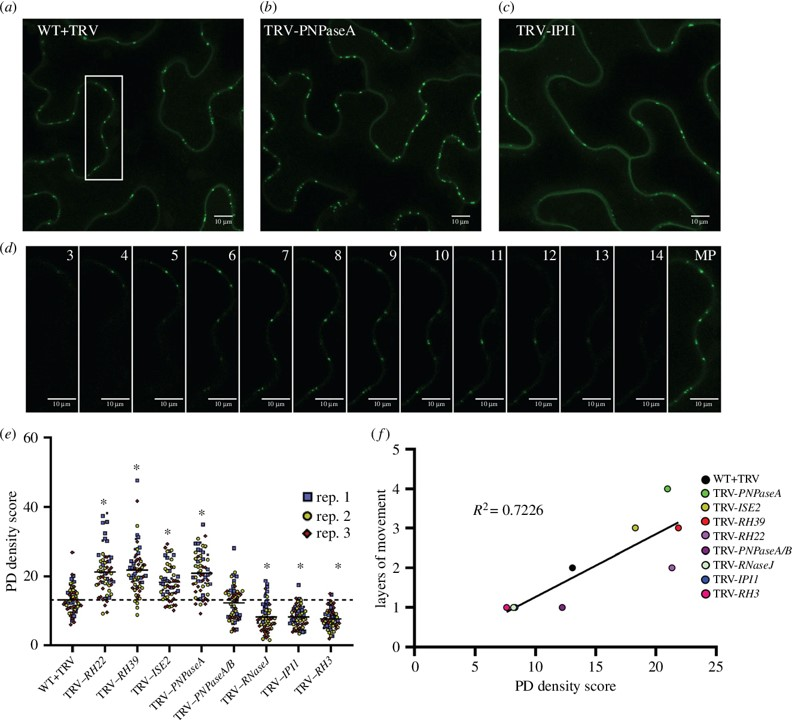 (a)
(b)
(c)
WT+TRV
TRV-PNPaseA
TRV-IPI1
10 µm
10 µm
10 µm
(d)
3 4 5 6 7 8 9 10 11 12 13 14 MP
10 µm 10 µm 10 µm 10 µm 10 µm 10 µm 10 µm 10 µm 10 µm 10 µm 10 µm 10 µm 10 µm
(e)
60
40
20
0
PD density score
* * * * * * *
rep. 1
rep. 2
rep. 3
WT+TRV
TRV–RH22
TRV–RH39
TRV–ISE2
TRV–PNPaseA
TRV–PNPaseA/B
TRV–RNaseJ
TRV–IPI1
TRV–RH3
(f)
5
4
3
2
1
0
layers of movement
R² = 0.7226
0 5 10 15 20 25
PD density score
WT+TRV
TRV-PNPaseA
TRV-ISE2
TRV-RH39
TRV-RH22
TRV-PNPaseA/B
TRV-RNaseJ
TRV-IP11
TRV-RH3